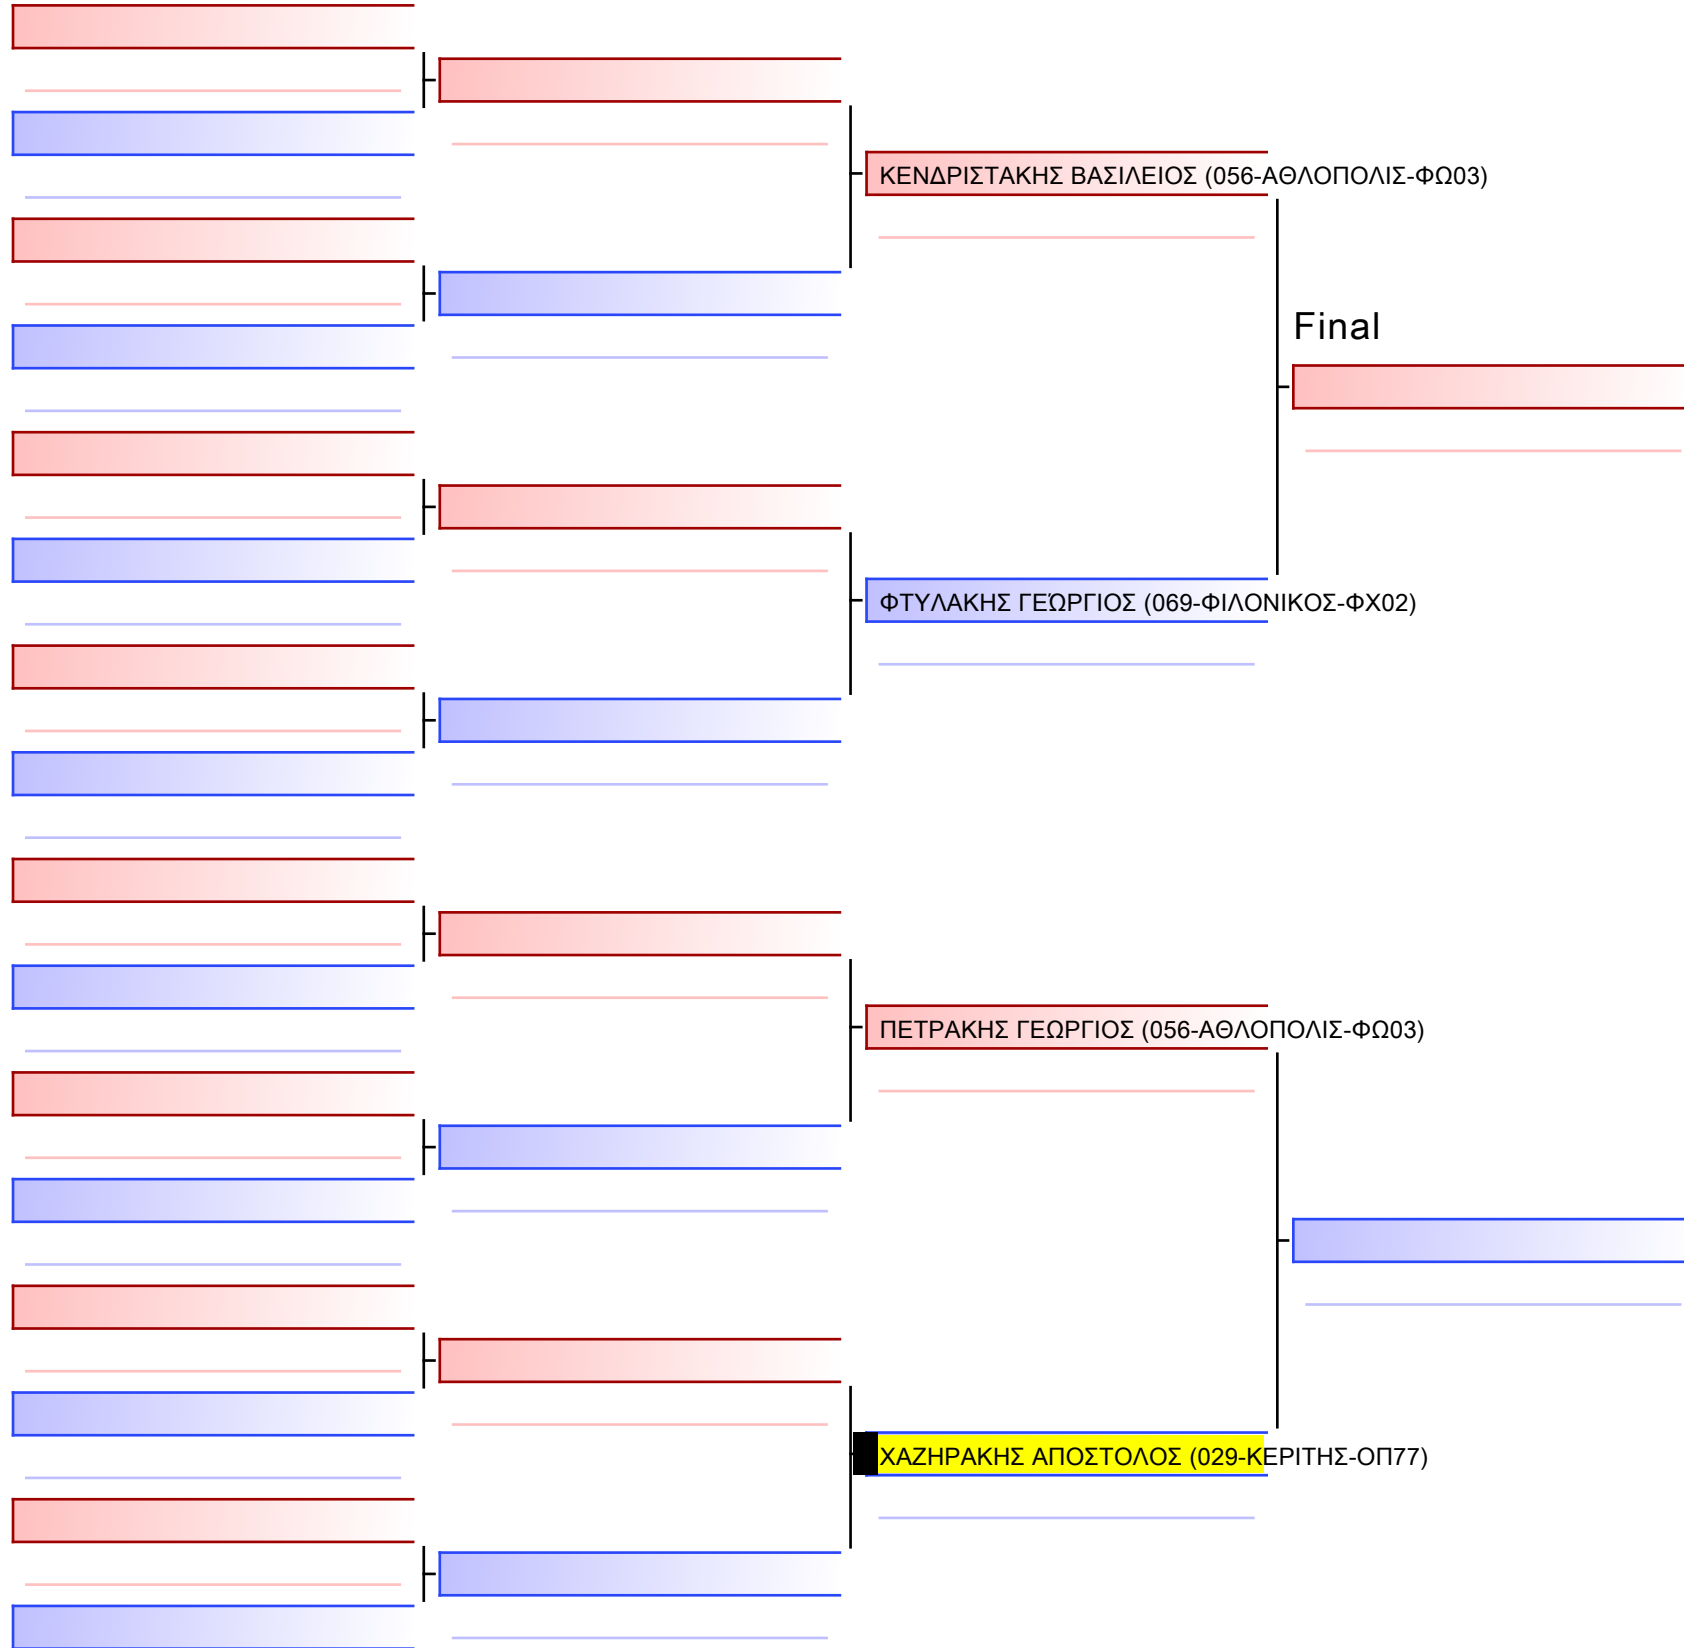 ΚΕΝΔΡΙΣΤΑΚΗΣ ΒΑΣΙΛΕΙΟΣ (056-ΑΘΛΟΠΟΛΙΣ-ΦΩ03)
Final
ΦΤΥΛΑΚΗΣ ΓΕΏΡΓΙΟΣ (069-ΦΙΛΟΝΙΚΟΣ-ΦΧ02)
ΠΕΤΡΑΚΗΣ ΓΕΩΡΓΙΟΣ (056-ΑΘΛΟΠΟΛΙΣ-ΦΩ03)
ΧΑΖΗΡΑΚΗΣ ΑΠΟΣΤΟΛΟΣ (029-ΚΕΡΙΤΗΣ-ΟΠ77)